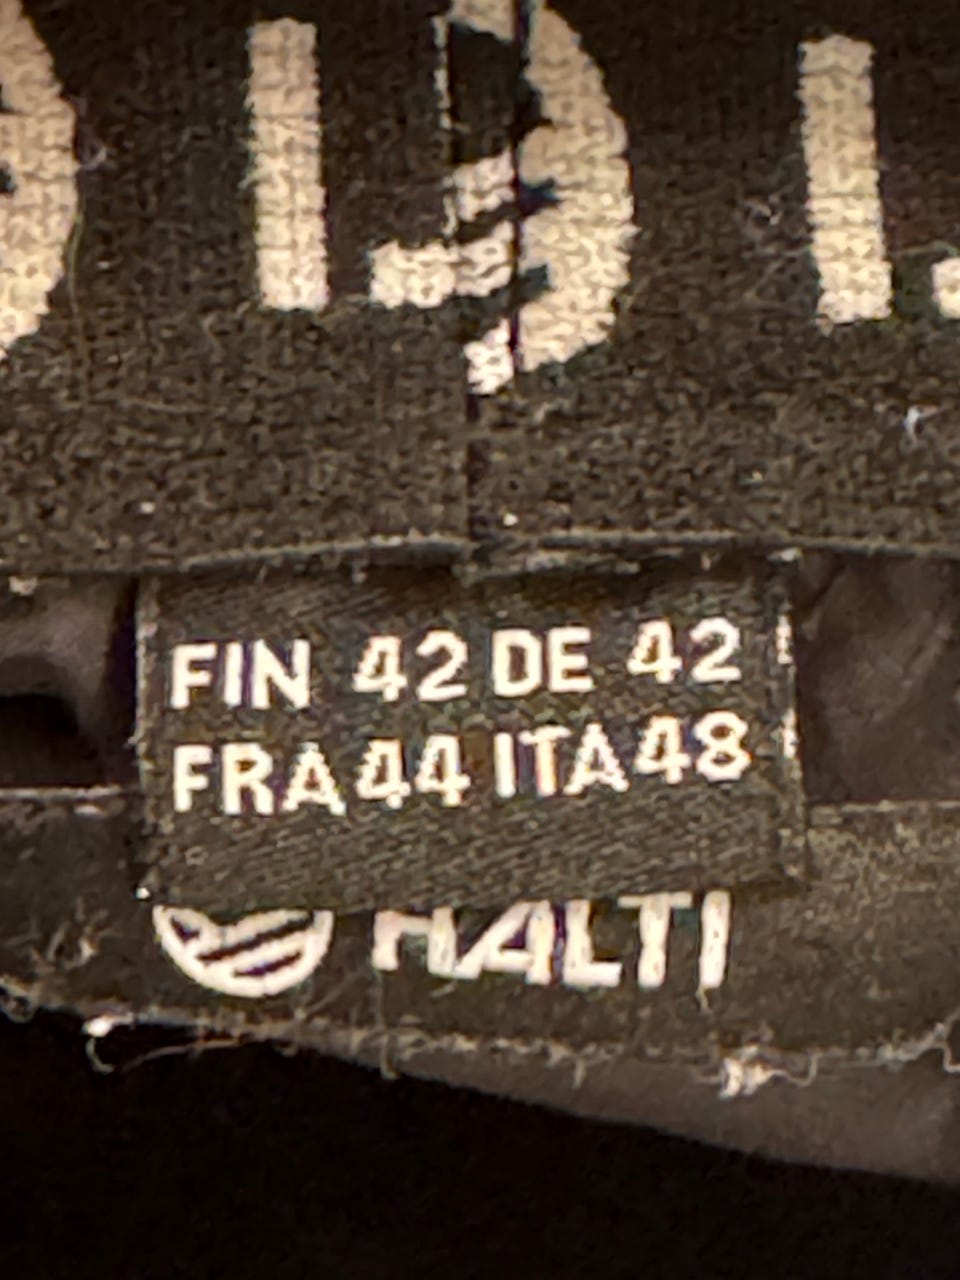 FIN 42 DE 42
FRA 44 ITA 48
HALTI